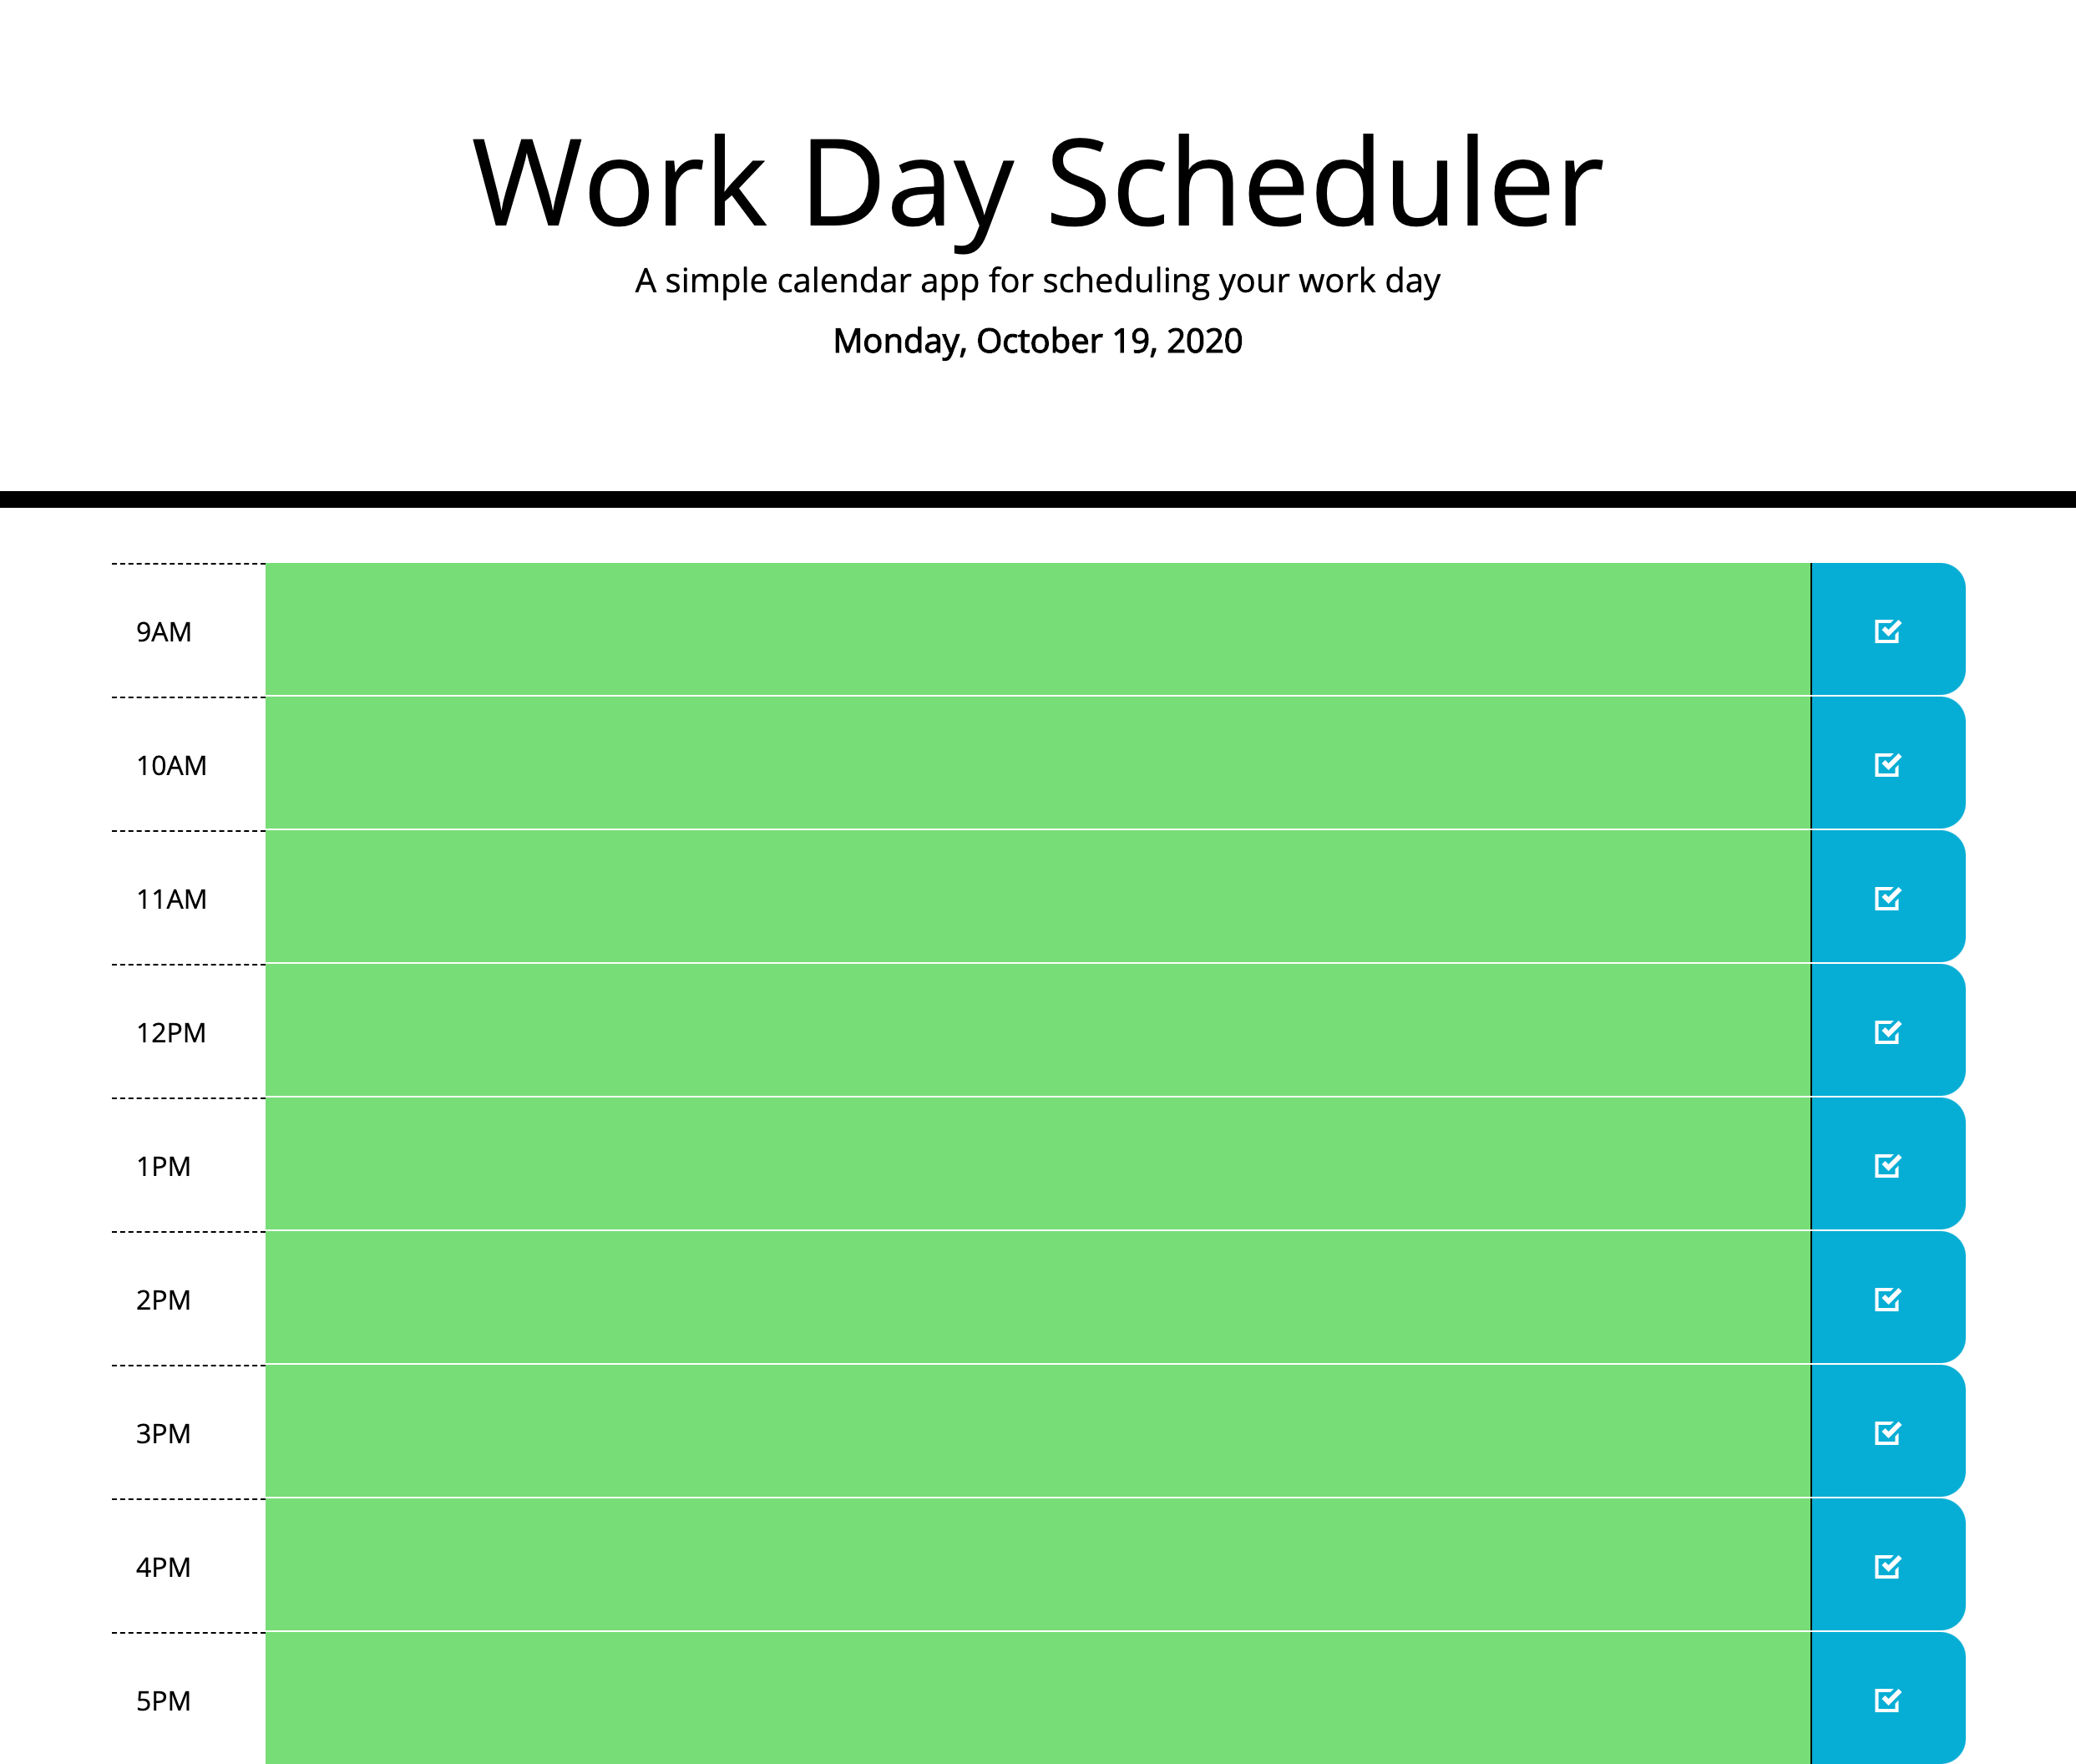 Work Day Scheduler
A simple calendar app for scheduling your work day
Monday, October 19, 2020
9AM
10AM
11AM
12PM
1PM
2PM
3PM
4PM
5PM